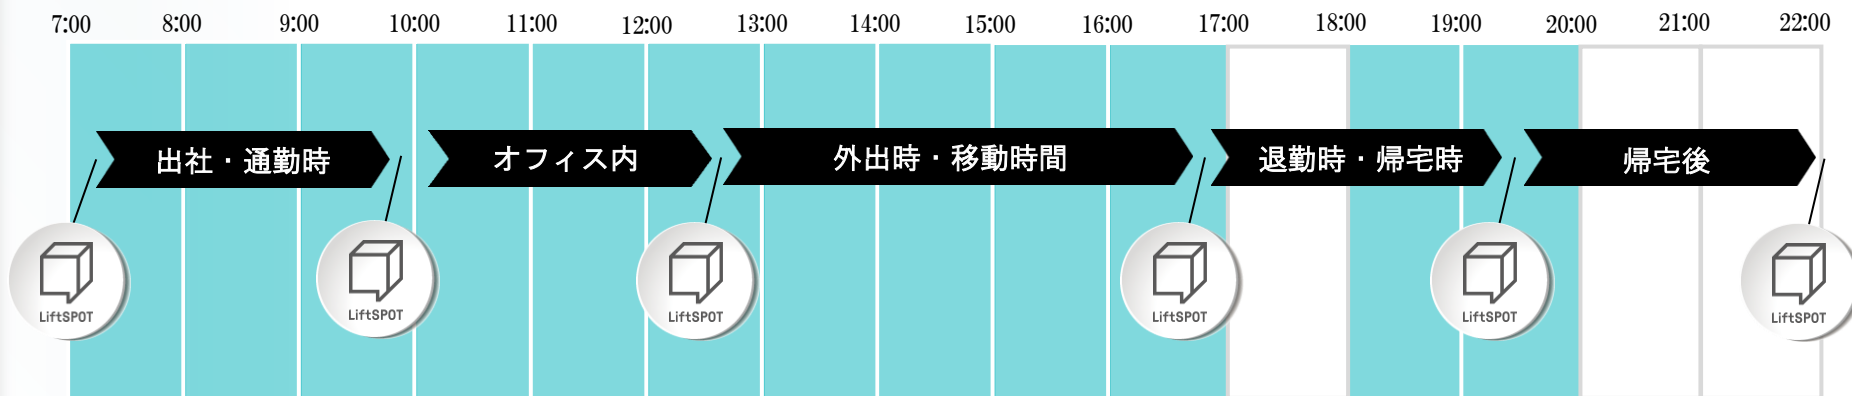 7:00 8:00 9:00 10:00 11:00 12:00 13:00 14:00 15:00 16:00 17:00 18:00 19:00 20:00 21:00 22:00
出社・通勤時 オフィス内 外出時・移動時間 退勤時・帰宅時 帰宅後
LiftSPOT LiftSPOT LiftSPOT LiftSPOT LiftSPOT LiftSPOT